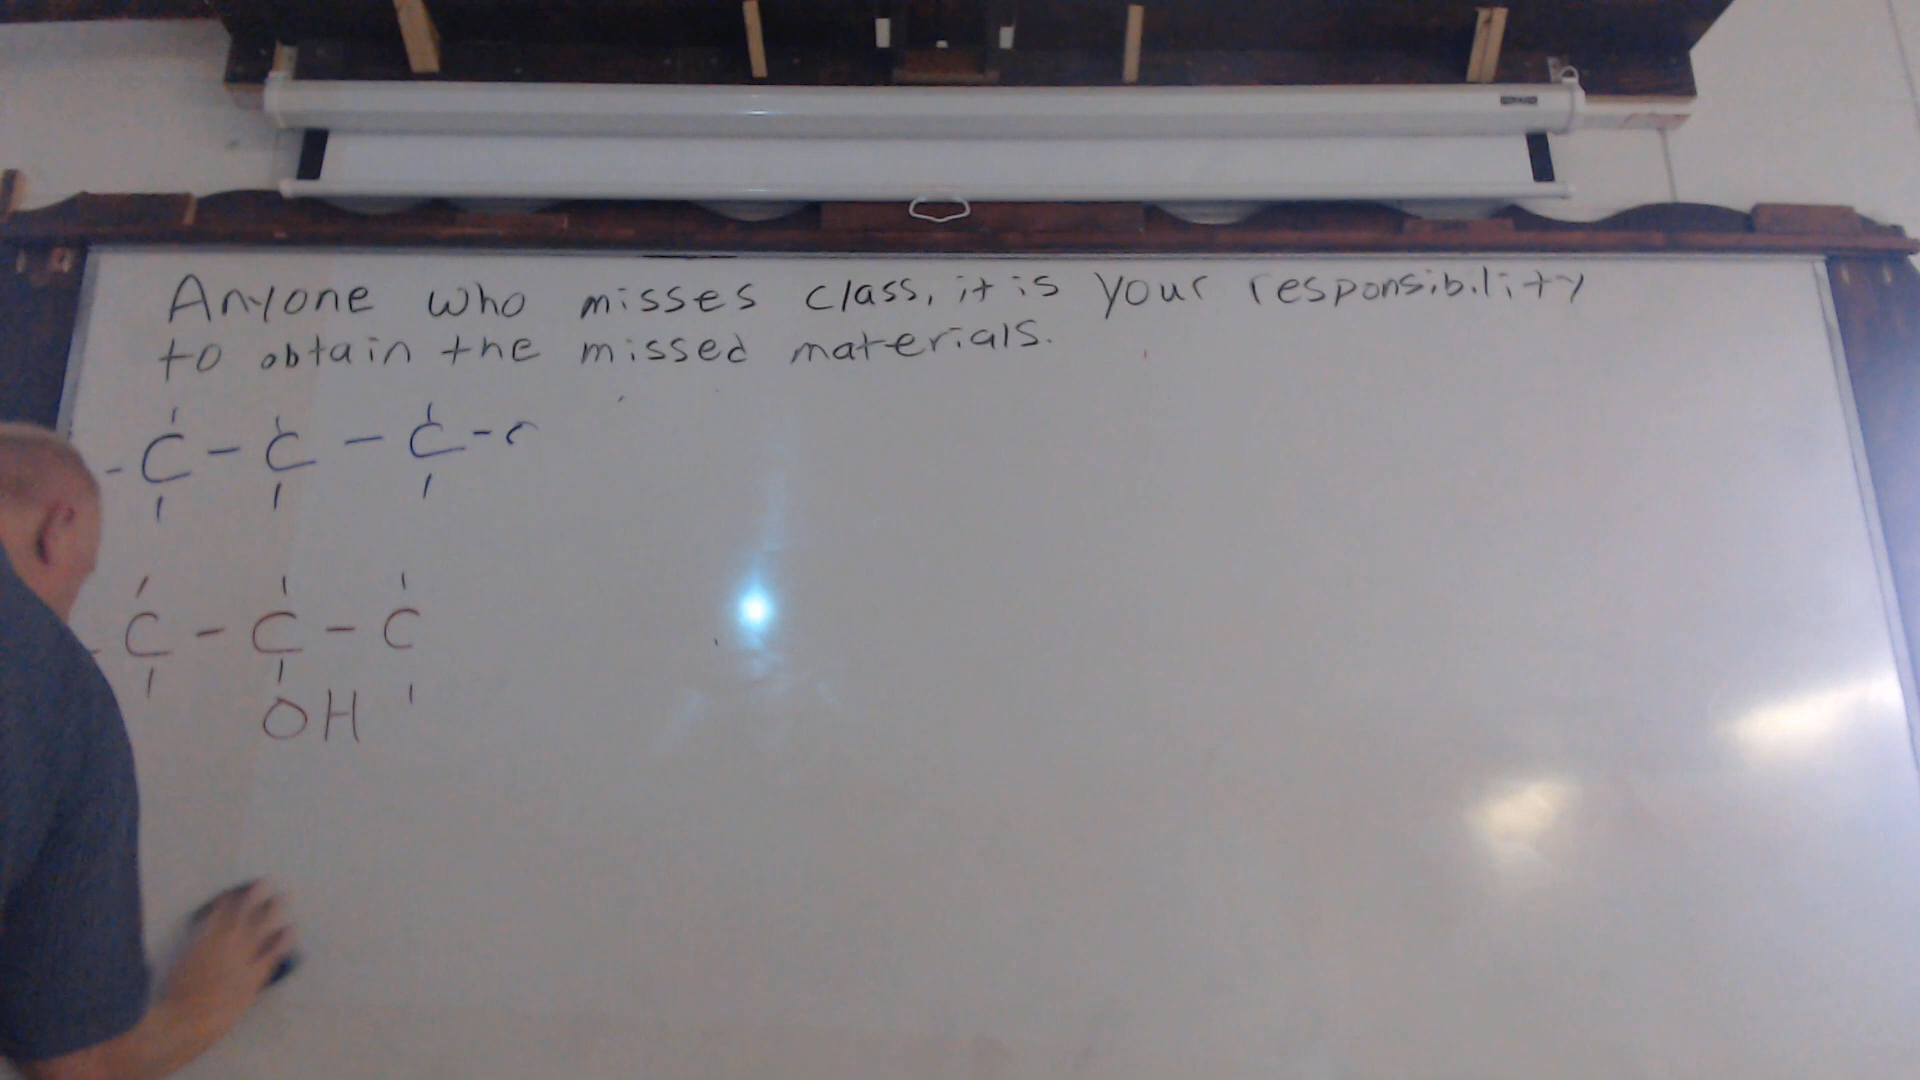 Anyone who misses class, it is your responsibility
to obtain the missed materials.
- C - C - C - C
- C - C - C
OH